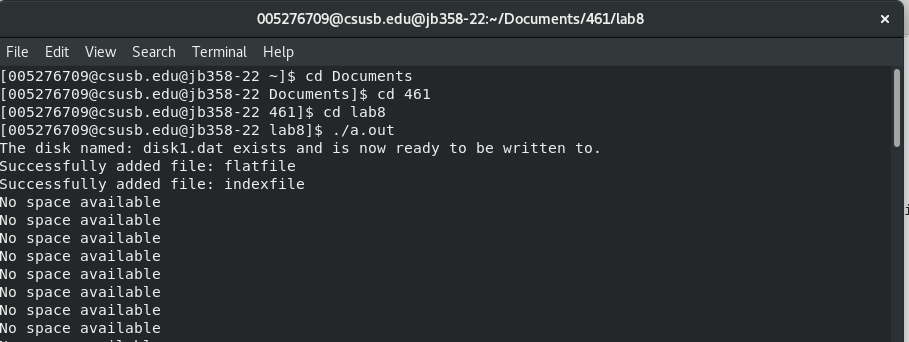 005276709@csusb.edu@jb358-22:~/Documents/461/lab8
×
File Edit View Search Terminal Help
[005276709@csusb.edu@jb358-22 ~]$ cd Documents
[005276709@csusb.edu@jb358-22 Documents]$ cd 461
[005276709@csusb.edu@jb358-22 461]$ cd lab8
[005276709@csusb.edu@jb358-22 lab8]$ ./a.out
The disk named: disk1.dat exists and is now ready to be written to.
Successfully added file: flatfile
Successfully added file: indexfile
No space available
No space available
No space available
No space available
No space available
No space available
No space available
No space available